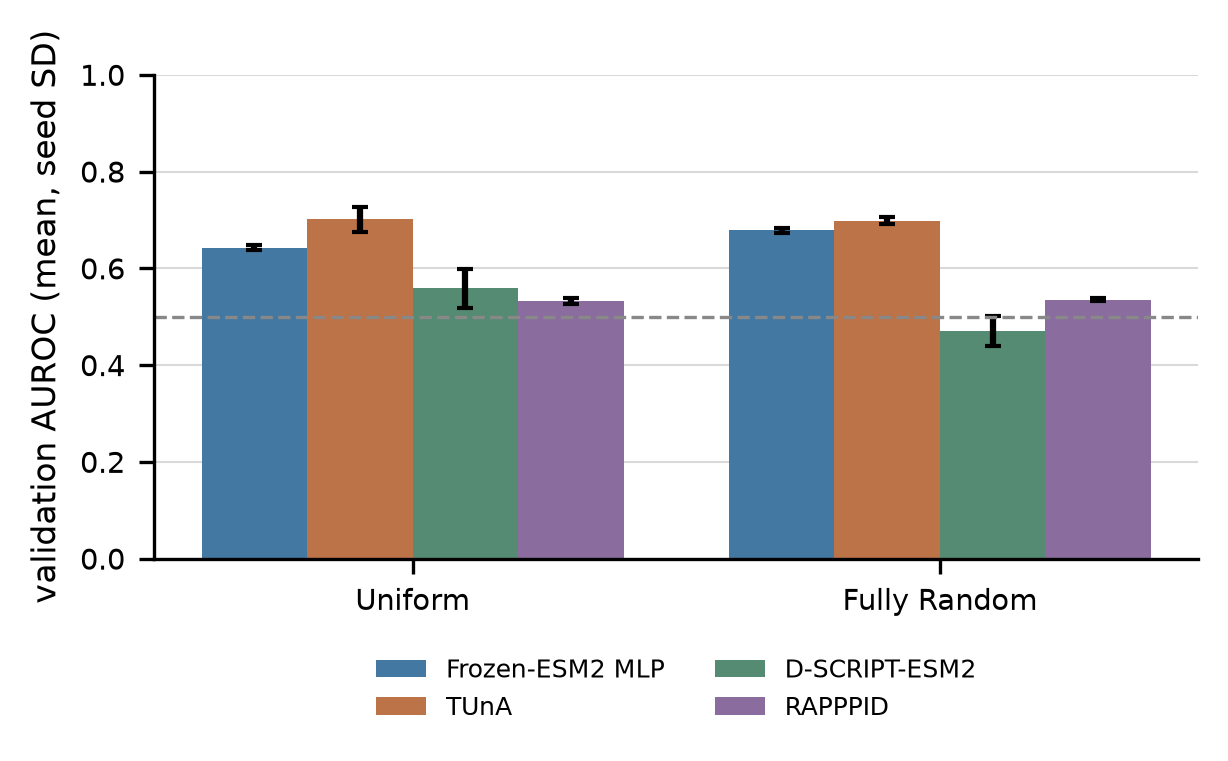 validation AUROC (mean, seed SD)
1.0
0.8
0.6
0.4
0.2
0.0
Uniform
Fully Random
Frozen-ESM2 MLP
TUnA
D-SCRIPT-ESM2
RAPPPID